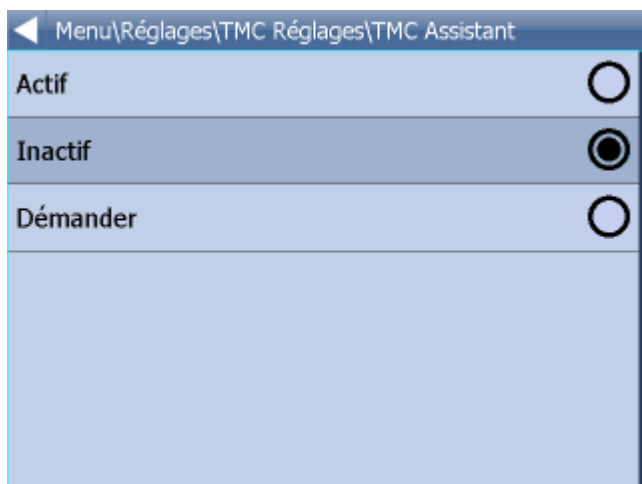 Menu\Réglages\TMC Réglages\TMC Assistant
Actif
Inactif
Démander